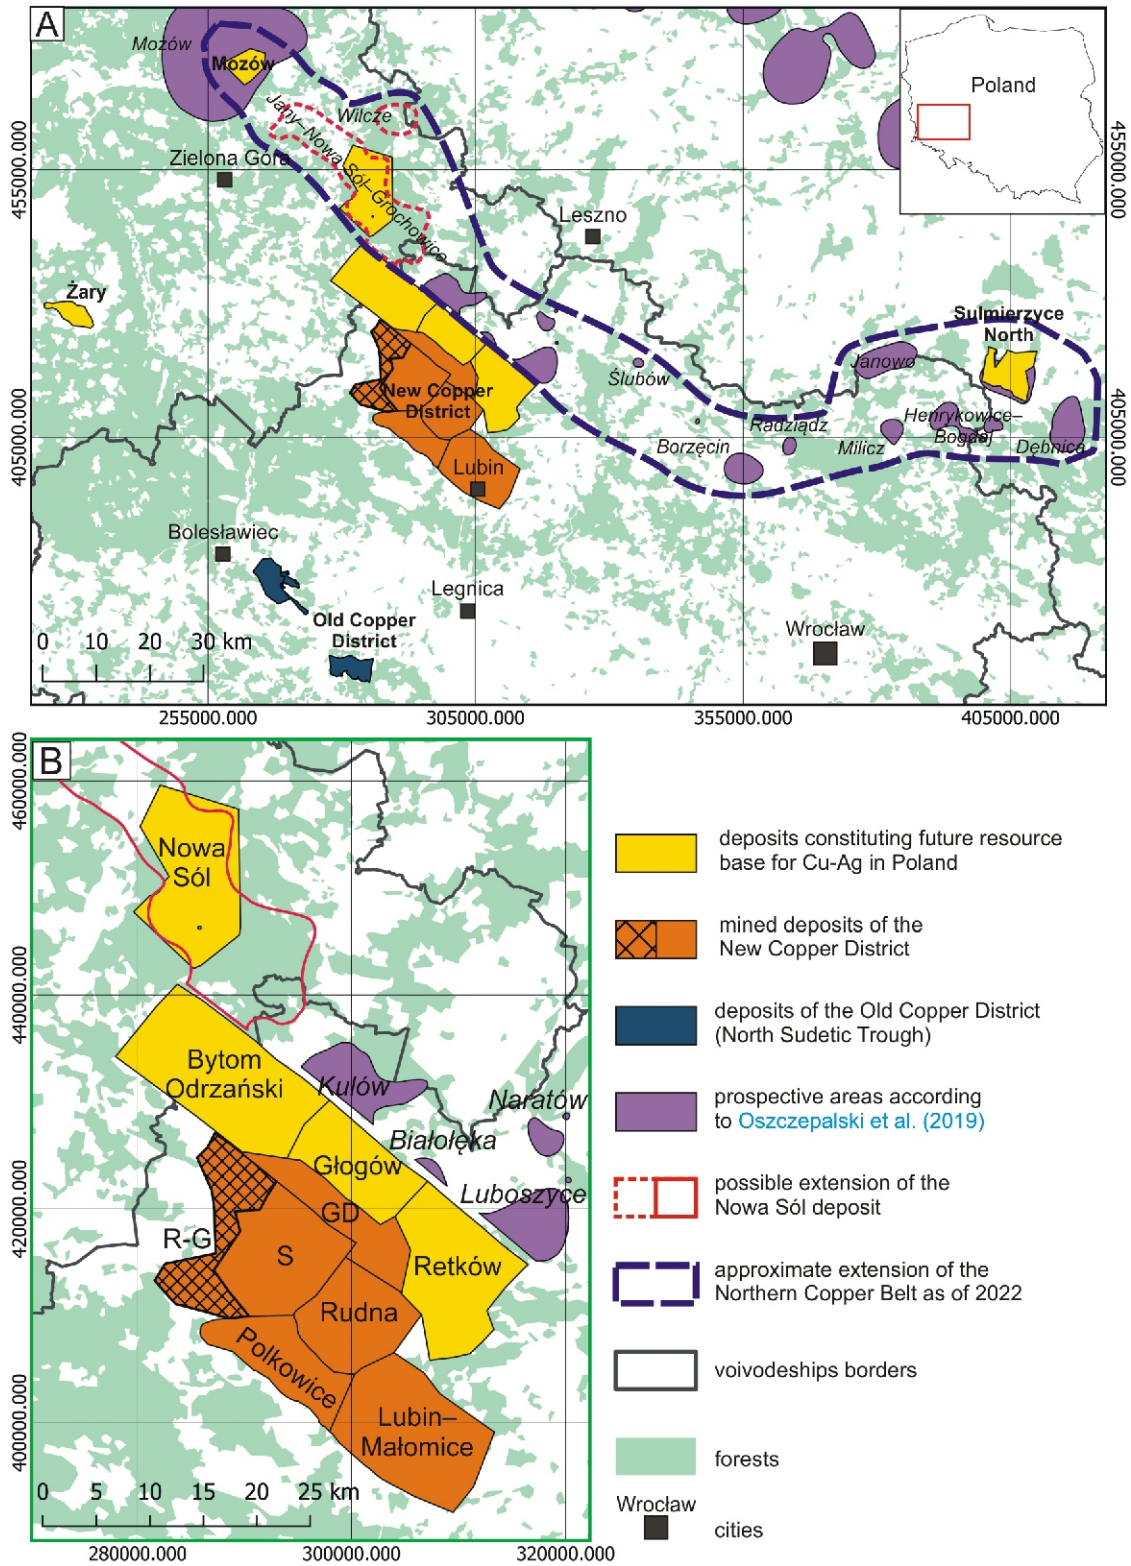 A
Mozów
Mozów
Jany–Nowa Sól–Grochowice
Wilcze
Poland
Zielona Góra
Leszno
Żary
Sulmierzyce
North
Janowo
Ślubów
New Copper
District
Henrykowice–
Bogdaj
Radziądz
Borzęcin
Milicz
Dębnica
Lubin
Bolesławiec
Legnica
Old Copper
District
Wrocław
0 10 20 30 km
455000.000
405000.000
455000.000
405000.000
255000.000 305000.000 355000.000 405000.000
B
Nowa
Sól
Bytom
Odrzański
Kulów
Naratów
Białołęka
Głogów
Luboszyce
GD
R-G
S
Retków
Rudna
Polkowice
Lubin–
Małomice
0 5 10 15 20 25 km
460000.000
440000.000
420000.000
400000.000
280000.000 300000.000 320000.000
deposits constituting future resource
base for Cu-Ag in Poland
mined deposits of the
New Copper District
deposits of the Old Copper District
(North Sudetic Trough)
prospective areas according
to Oszczepalski et al. (2019)
possible extension of the
Nowa Sól deposit
approximate extension of the
Northern Copper Belt as of 2022
voivodeships borders
forests
Wrocław
cities